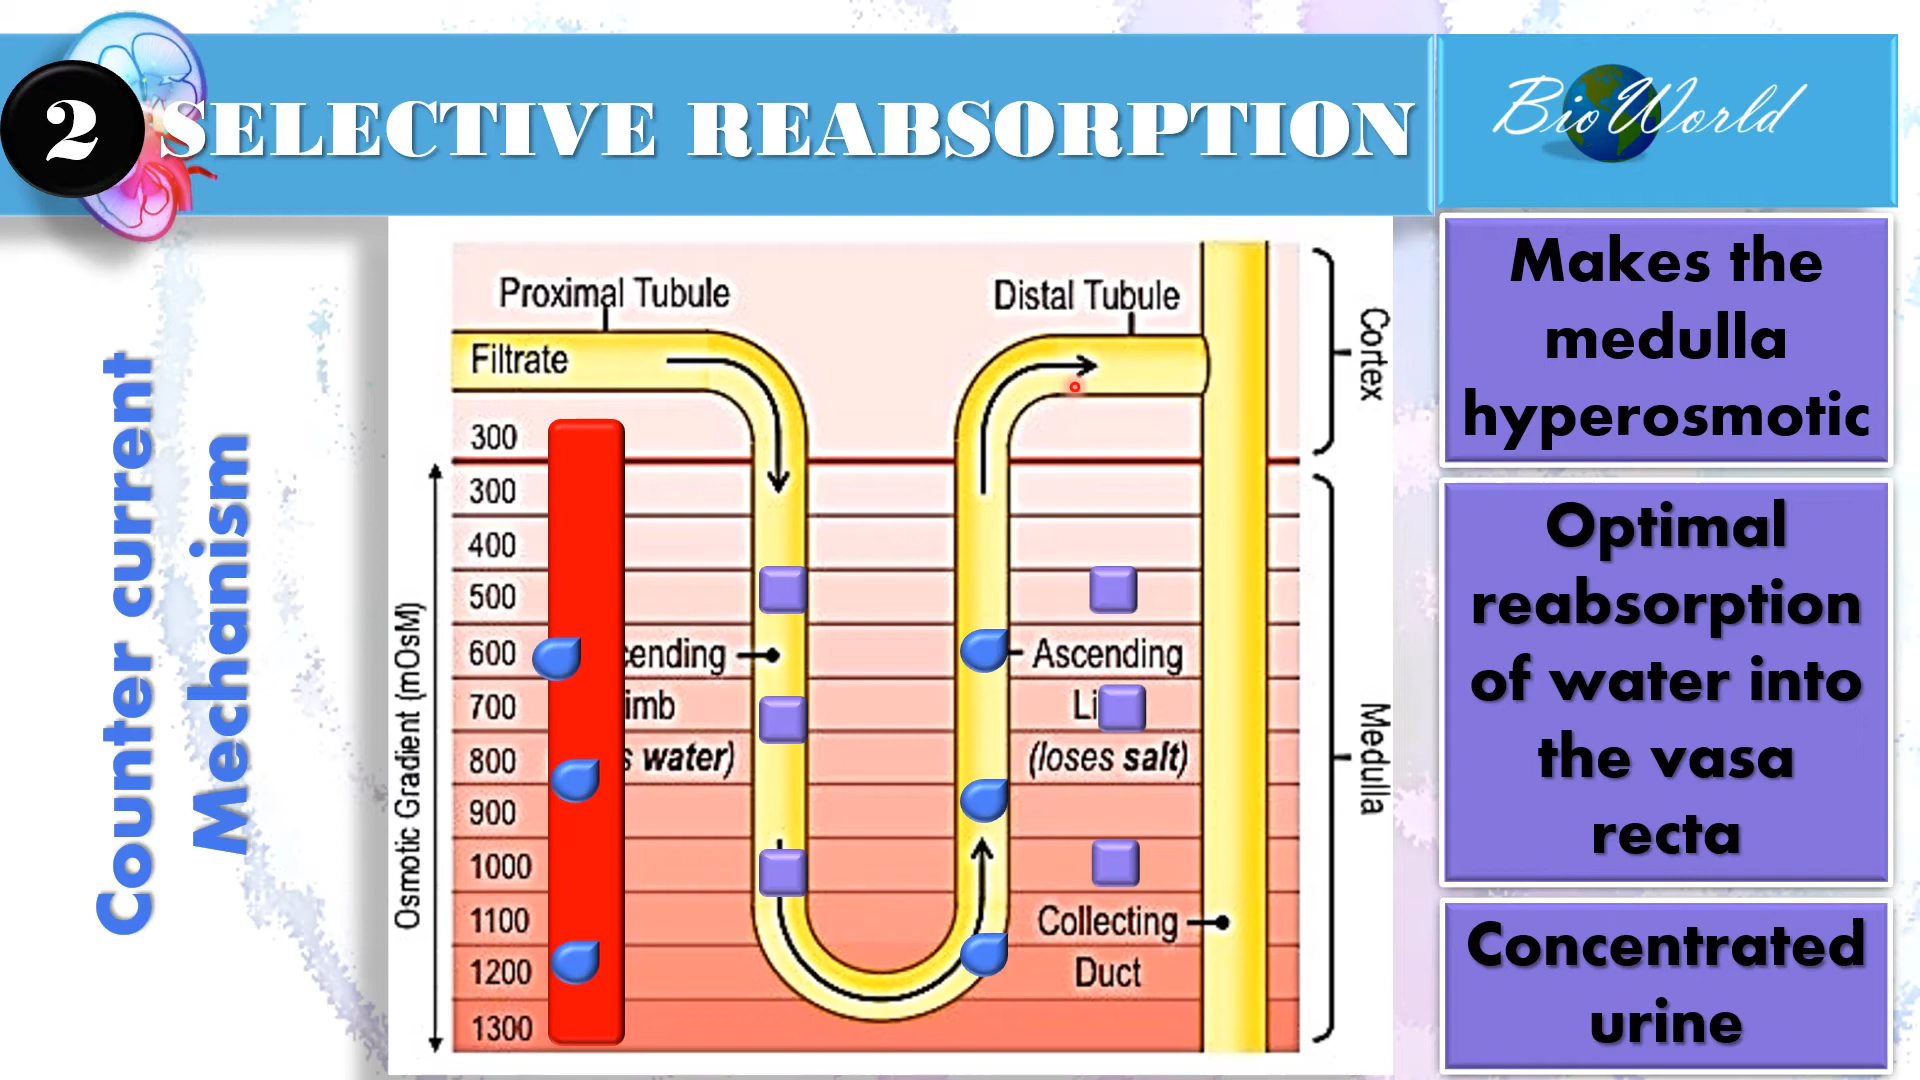 2
SELECTIVE REABSORPTION
BioWorld
Counter current
Mechanism
Proximal Tubule
Distal Tubule
Filtrate
Cortex
300
300
400
500
600
700
800
900
1000
1100
1200
1300
Osmotic Gradient (mOsM)
cending
imb
water)
Ascending
Li
(loses salt)
Collecting
Duct
Medulla
Makes the
medulla
hyperosmotic
Optimal
reabsorption
of water into
the vasa
recta
Concentrated
urine